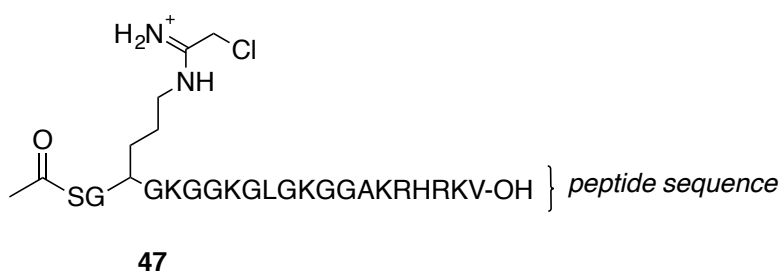 H2N+
Cl
NH
O
SG
GKGGKGLGKGGAKRHRKV-OH } peptide sequence
47